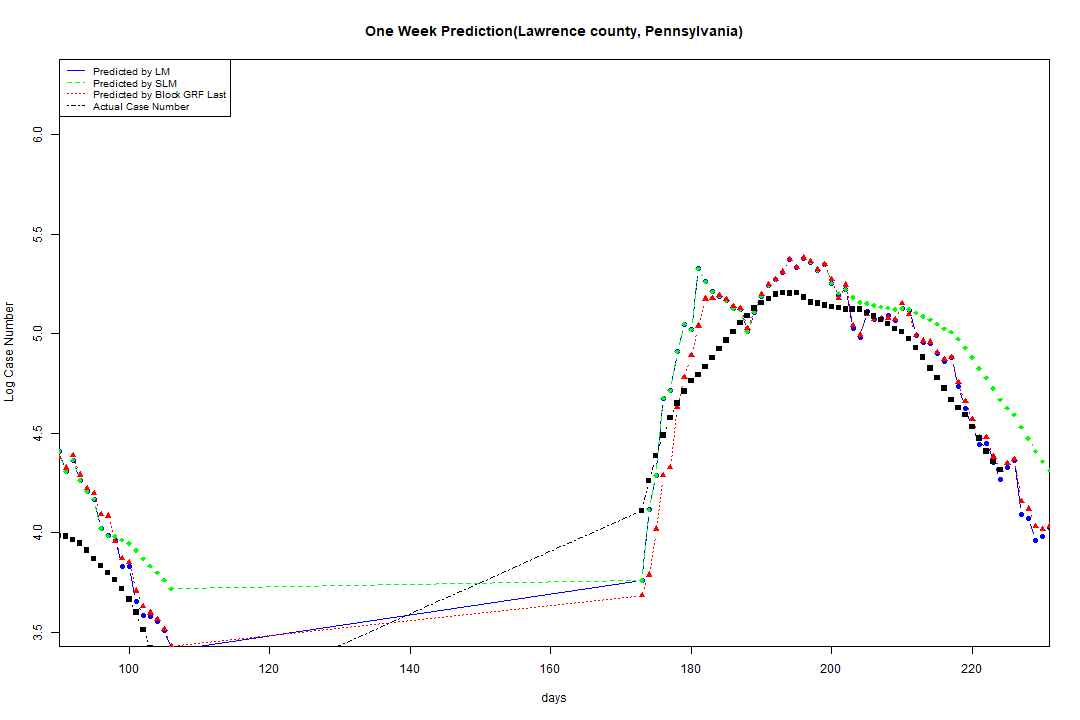 One Week Prediction(Lawrence county, Pennsylvania)
Predicted by LM
Predicted by SLM
Predicted by Block GRF Last
Actual Case Number
6.0
5.5
5.0
4.5
4.0
3.5
Log Case Number
100 120 140 160 180 200 220
days